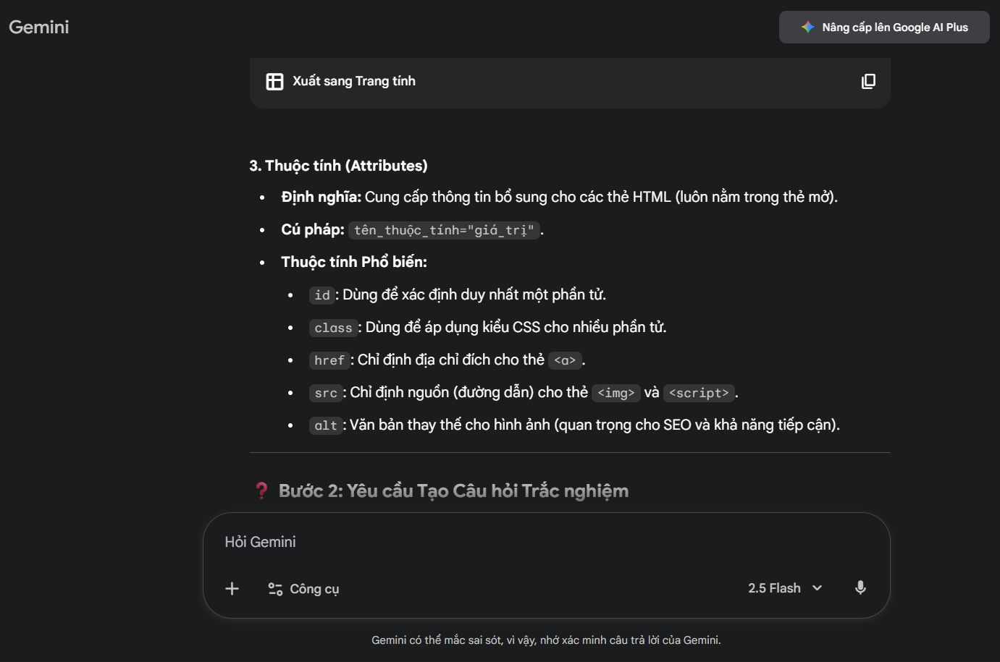 Gemini
Nâng cấp lên Google AI Plus
Xuất sang Trang tính
3. Thuộc tính (Attributes)
• Định nghĩa: Cung cấp thông tin bổ sung cho các thẻ HTML (luôn nằm trong thẻ mở).
• Cú pháp: tên_thuộc_tính="giá_trị".
• Thuộc tính Phổ biến:
• id: Dùng để xác định duy nhất một phần tử.
• class: Dùng để áp dụng kiểu CSS cho nhiều phần tử.
• href: Chỉ định địa chỉ đích cho thẻ <a>.
• src: Chỉ định nguồn (đường dẫn) cho thẻ <img> và <script>.
• alt: Văn bản thay thế cho hình ảnh (quan trọng cho SEO và khả năng tiếp cận).
❓ Bước 2: Yêu cầu Tạo Câu hỏi Trắc nghiệm
Hỏi Gemini
Công cụ
2.5 Flash
Gemini có thể mắc sai sót, vì vậy, nhớ xác minh câu trả lời của Gemini.